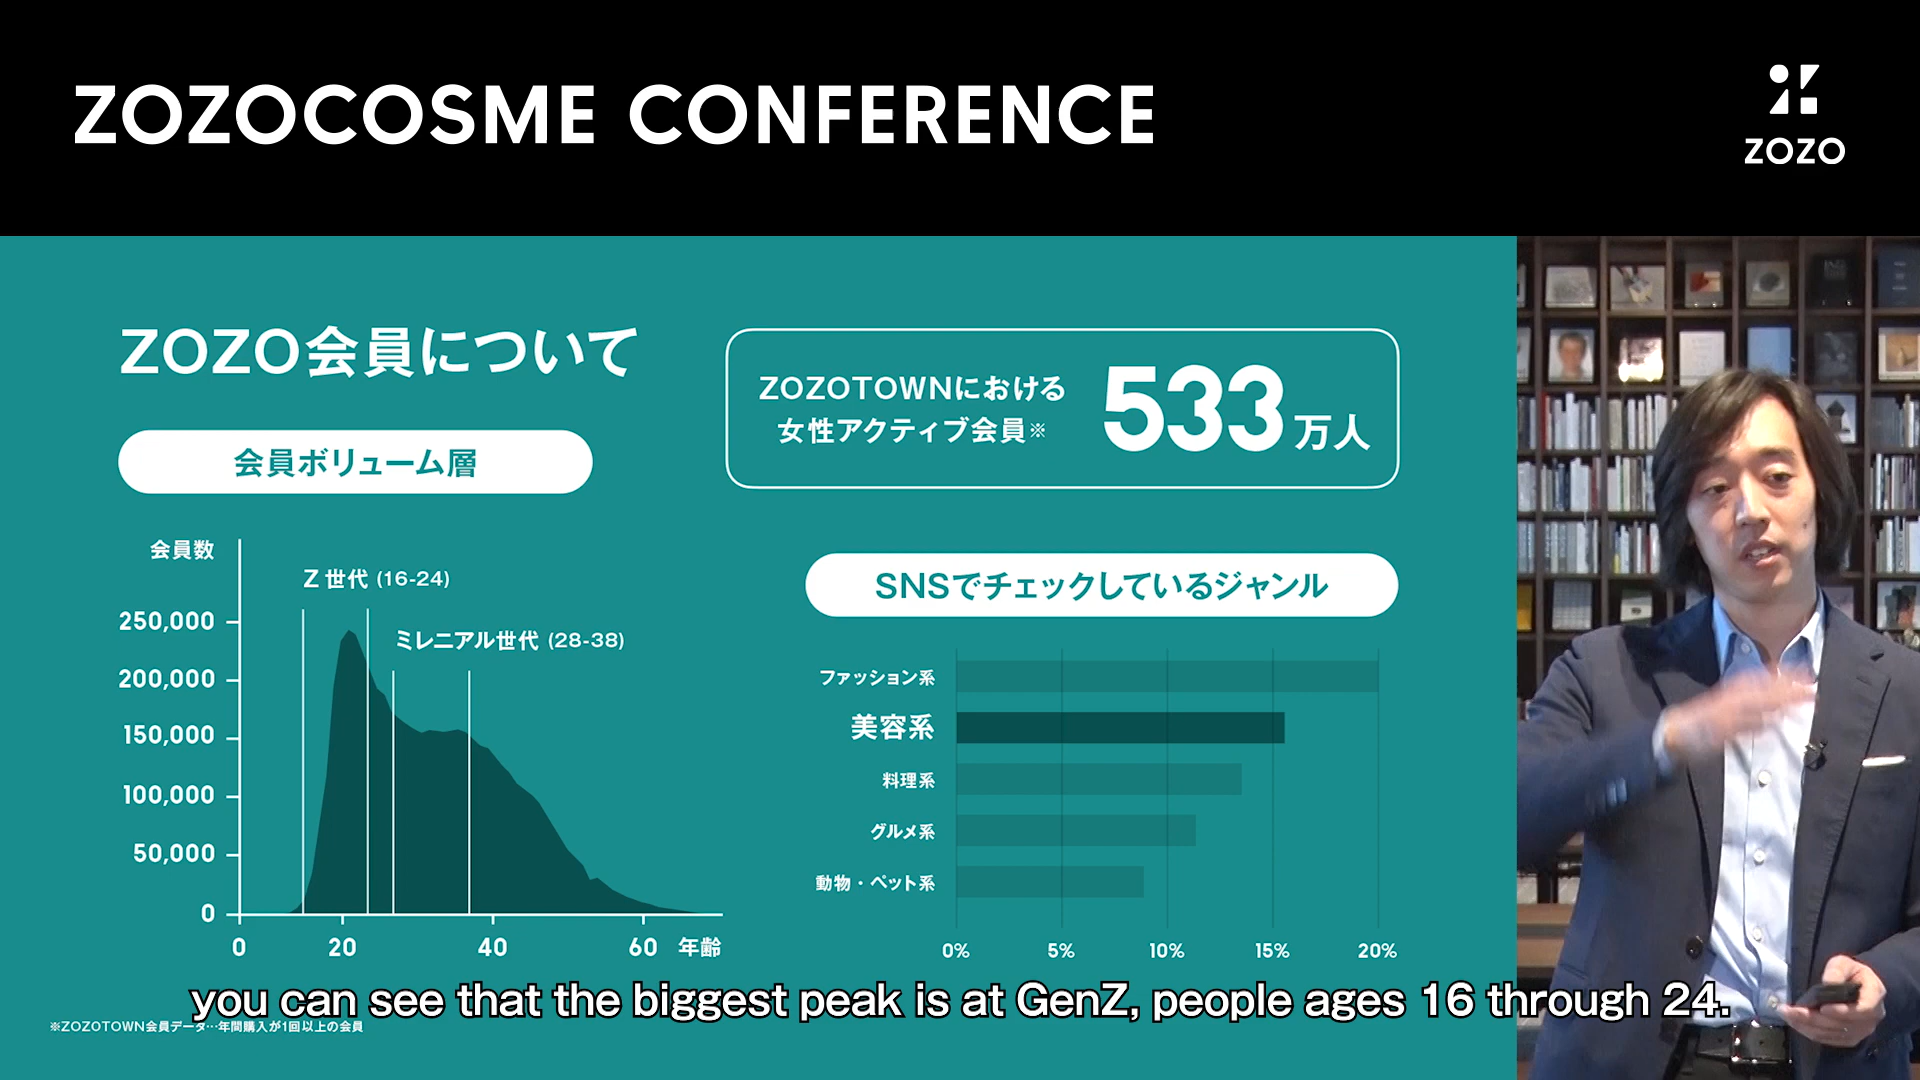 ZOZOCOSME CONFERENCE
ZOZO
ZOZO会員について
会員ボリューム層
会員数
Z 世代 (16-24)
ミレニアル世代 (28-38)
250,000
200,000
150,000
100,000
50,000
0
0 20 40 60 年齢
ZOZOTOWNにおける
女性アクティブ会員※
533万人
SNSでチェックしているジャンル
ファッション系
美容系
料理系
グルメ系
動物・ペット系
0% 5% 10% 15% 20%
you can see that the biggest peak is at GenZ, people ages 16 through 24.
※ZOZOTOWN会員データ…年間購入が1回以上の会員